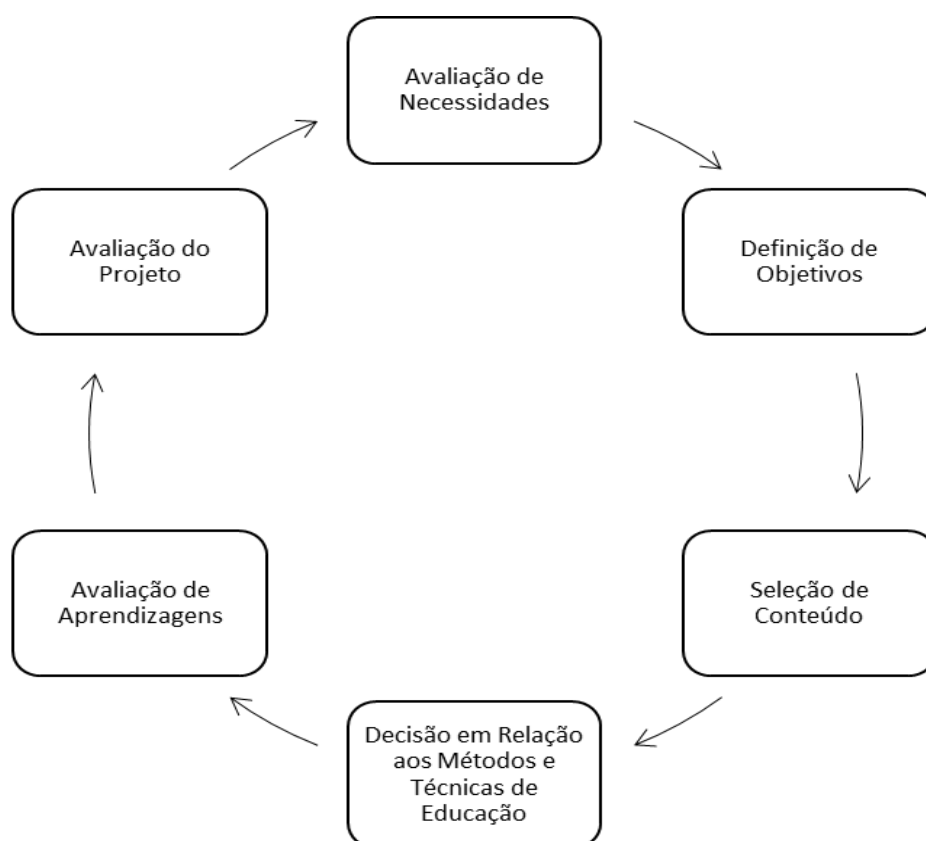 Avaliação de
Necessidades
Definição de
Objetivos
Seleção de
Conteúdo
Decisão em Relação
aos Métodos e
Técnicas de
Educação
Avaliação de
Aprendizagens
Avaliação do
Projeto